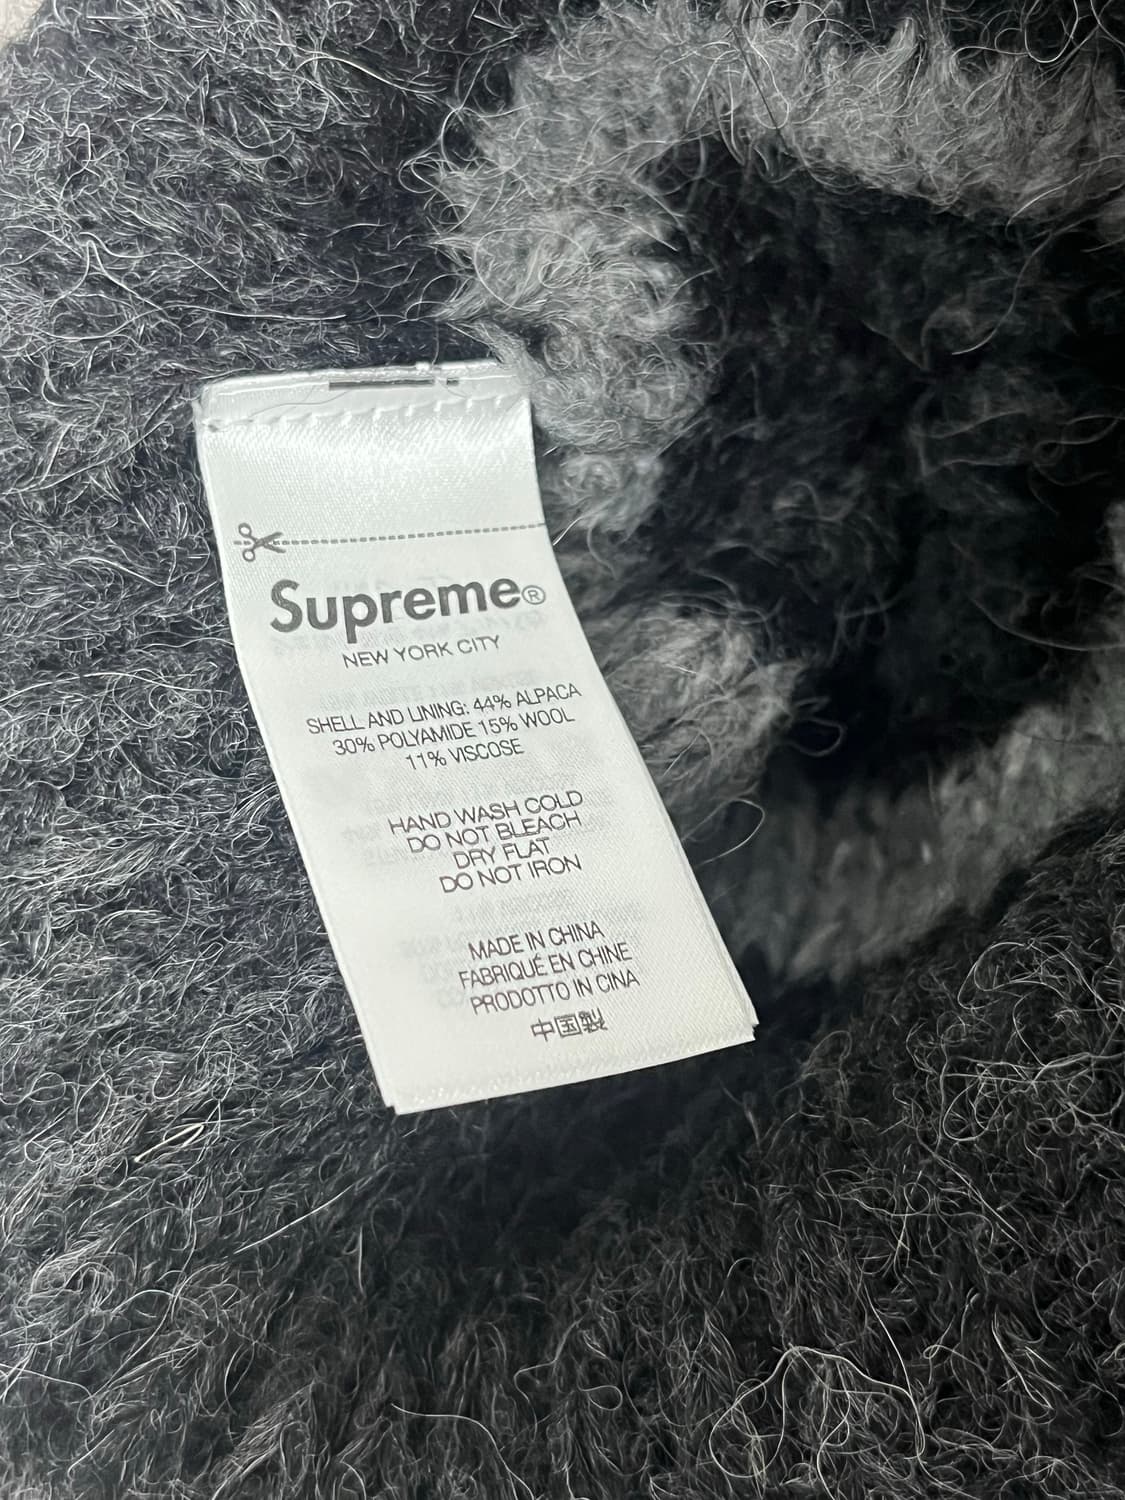 Supreme®
NEW YORK CITY
SHELL AND LINING: 44% ALPACA
30% POLYAMIDE 15% WOOL
11% VISCOSE
HAND WASH COLD
DO NOT BLEACH
DRY FLAT
DO NOT IRON
MADE IN CHINA
FABRIQUÉ EN CHINE
PRODOTTO IN CINA
中国製